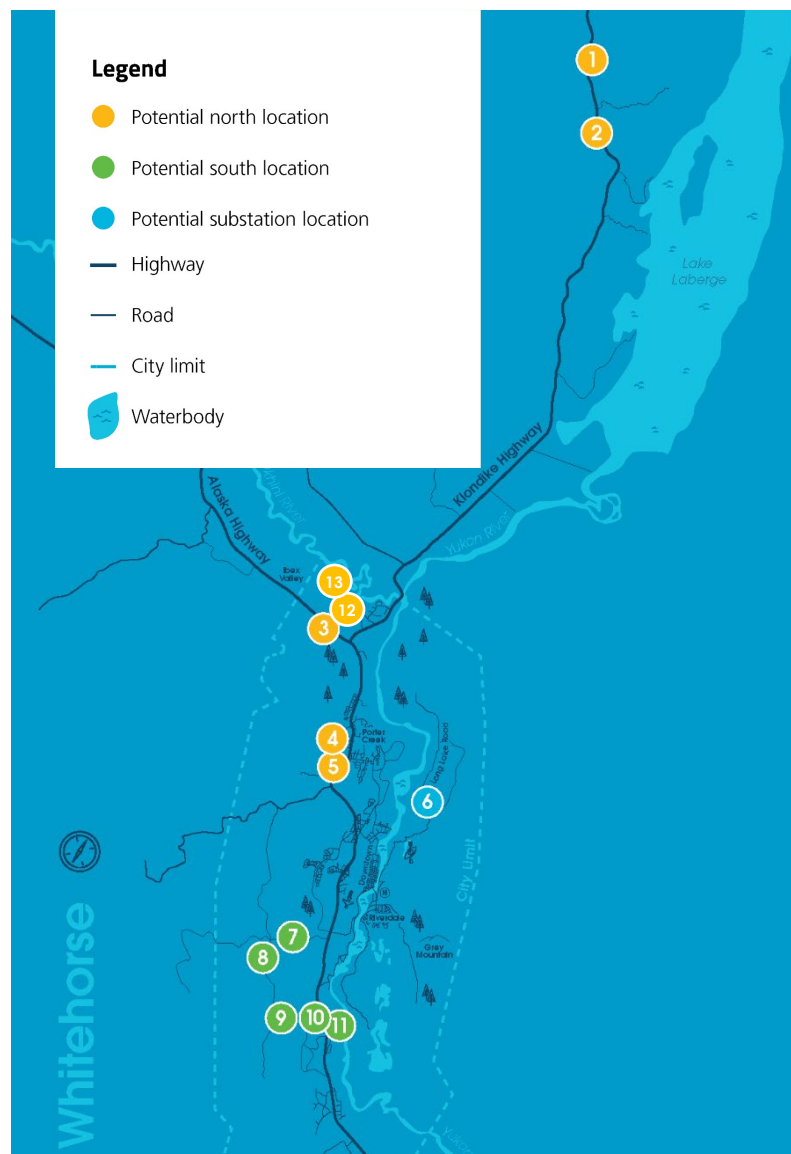 Legend
Potential north location
Potential south location
Potential substation location
Highway
Road
City limit
Waterbody
1
2
Lake
Laberge
Klondike Highway
Alaska Highway
River
Yukon River
Ibex
Valley
13
12
3
4
Porter
Creek
5
Long Lake Road
6
Downtown
City Limit
Riverdale
7
Grey
Mountain
8
9
10
11
Whitehorse